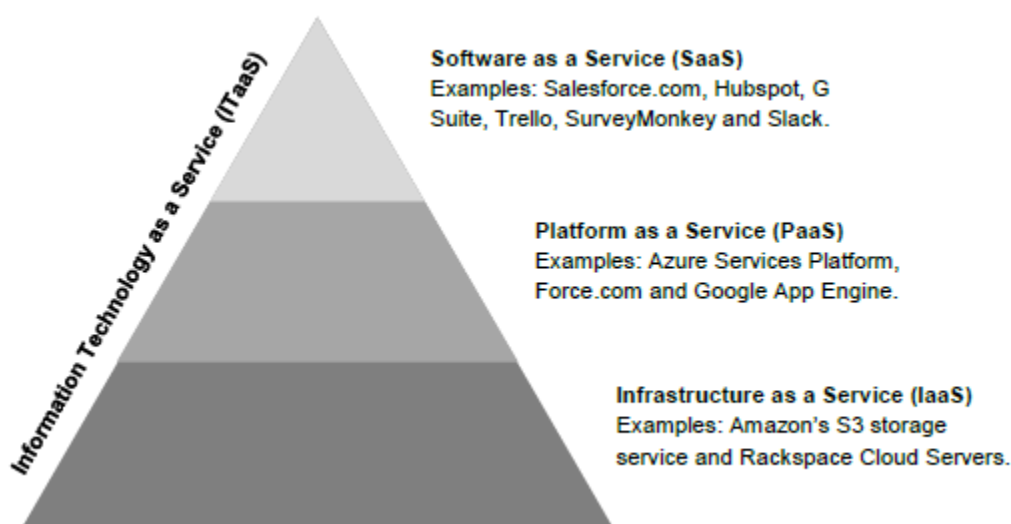 Information Technology as a Service (ITaaS)
Software as a Service (SaaS)
Examples: Salesforce.com, Hubspot, G
Suite, Trello, SurveyMonkey and Slack.
Platform as a Service (PaaS)
Examples: Azure Services Platform,
Force.com and Google App Engine.
Infrastructure as a Service (IaaS)
Examples: Amazon's S3 storage
service and Rackspace Cloud Servers.